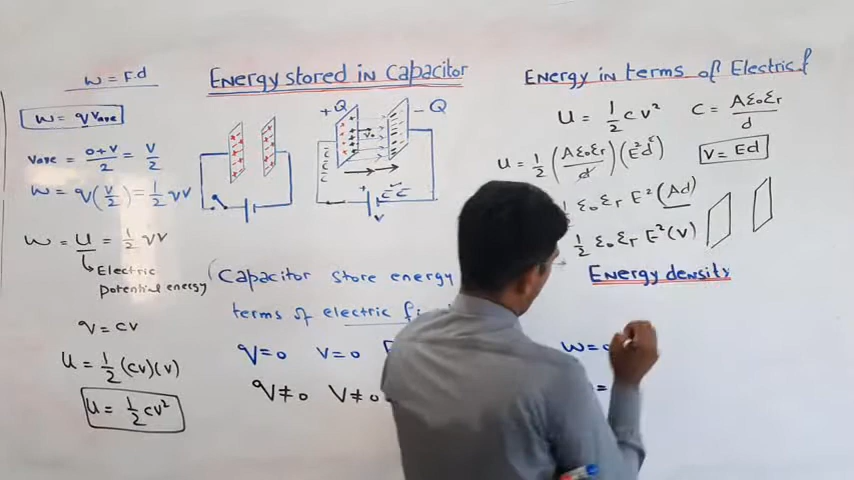 w = F.d
w = qVave
Vave = 0+V/2 = V/2
w = q(V/2) = 1/2 qV
w = U = 1/2 qV
Electric
potential energy
q = CV
U = 1/2 (CV)(V)
U = 1/2 CV²
Energy stored in Capacitor
+Q
-Q
+
V
Capacitor store energy
terms of electric
q=0 V=0
q≠0 V≠0
Energy in terms of Electric f
U = 1/2 CV² C = Aε₀εr/d
U = 1/2 (Aε₀εr/d)(E²d²) V = Ed
1/2 ε₀εr E²(Ad)
1/2 ε₀εr E²(V)
Energy density
w=
=